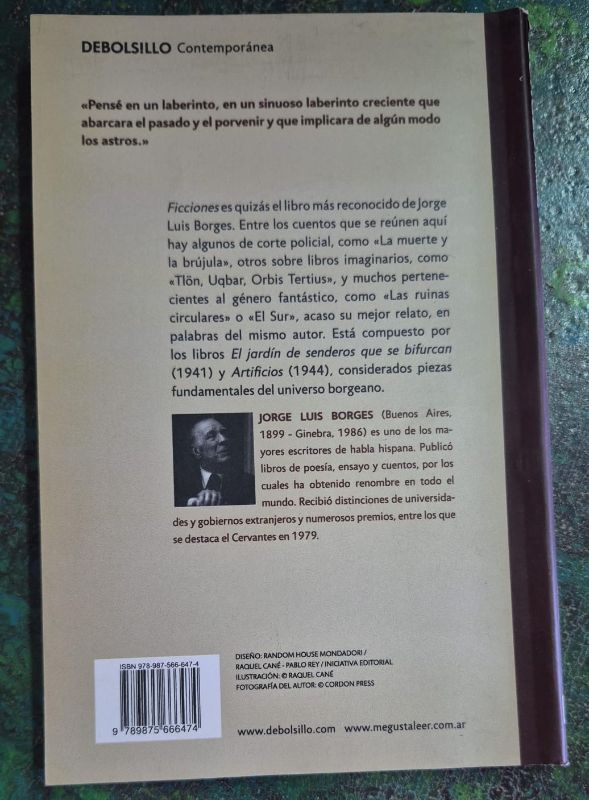 DEBOLSILLO Contemporánea
«Pensé en un laberinto, en un sinuoso laberinto creciente que
abarcara el pasado y el porvenir y que implicara de algún modo
los astros.»
Ficciones es quizás el libro más reconocido de Jorge
Luis Borges. Entre los cuentos que se reúnen aquí
hay algunos de corte policial, como «La muerte y
la brújula», otros sobre libros imaginarios, como
«Tlön, Uqbar, Orbis Tertius», y muchos pertene-
cientes al género fantástico, como «Las ruinas
circulares» o «El Sur», acaso su mejor relato, en
palabras del mismo autor. Está compuesto por
los libros El jardín de senderos que se bifurcan
(1941) y Artificios (1944), considerados piezas
fundamentales del universo borgeano.
JORGE LUIS BORGES (Buenos Aires,
1899 - Ginebra, 1986) es uno de los ma-
yores escritores de habla hispana. Publicó
libros de poesía, ensayo y cuentos, por los
cuales ha obtenido renombre en todo el
mundo. Recibió distinciones de universida-
des y gobiernos extranjeros y numerosos premios, entre los que
se destaca el Cervantes en 1979.
DISEÑO: RANDOM HOUSE MONDADORI /
RAQUEL CANÉ - PABLO REY / INICIATIVA EDITORIAL
ILUSTRACIÓN: © RAQUEL CANÉ
FOTOGRAFÍA DEL AUTOR: © CORDON PRESS
ISBN 978-987-566-647-4
9 789875 666474
www.debolsillo.com www.megustaleer.com.ar